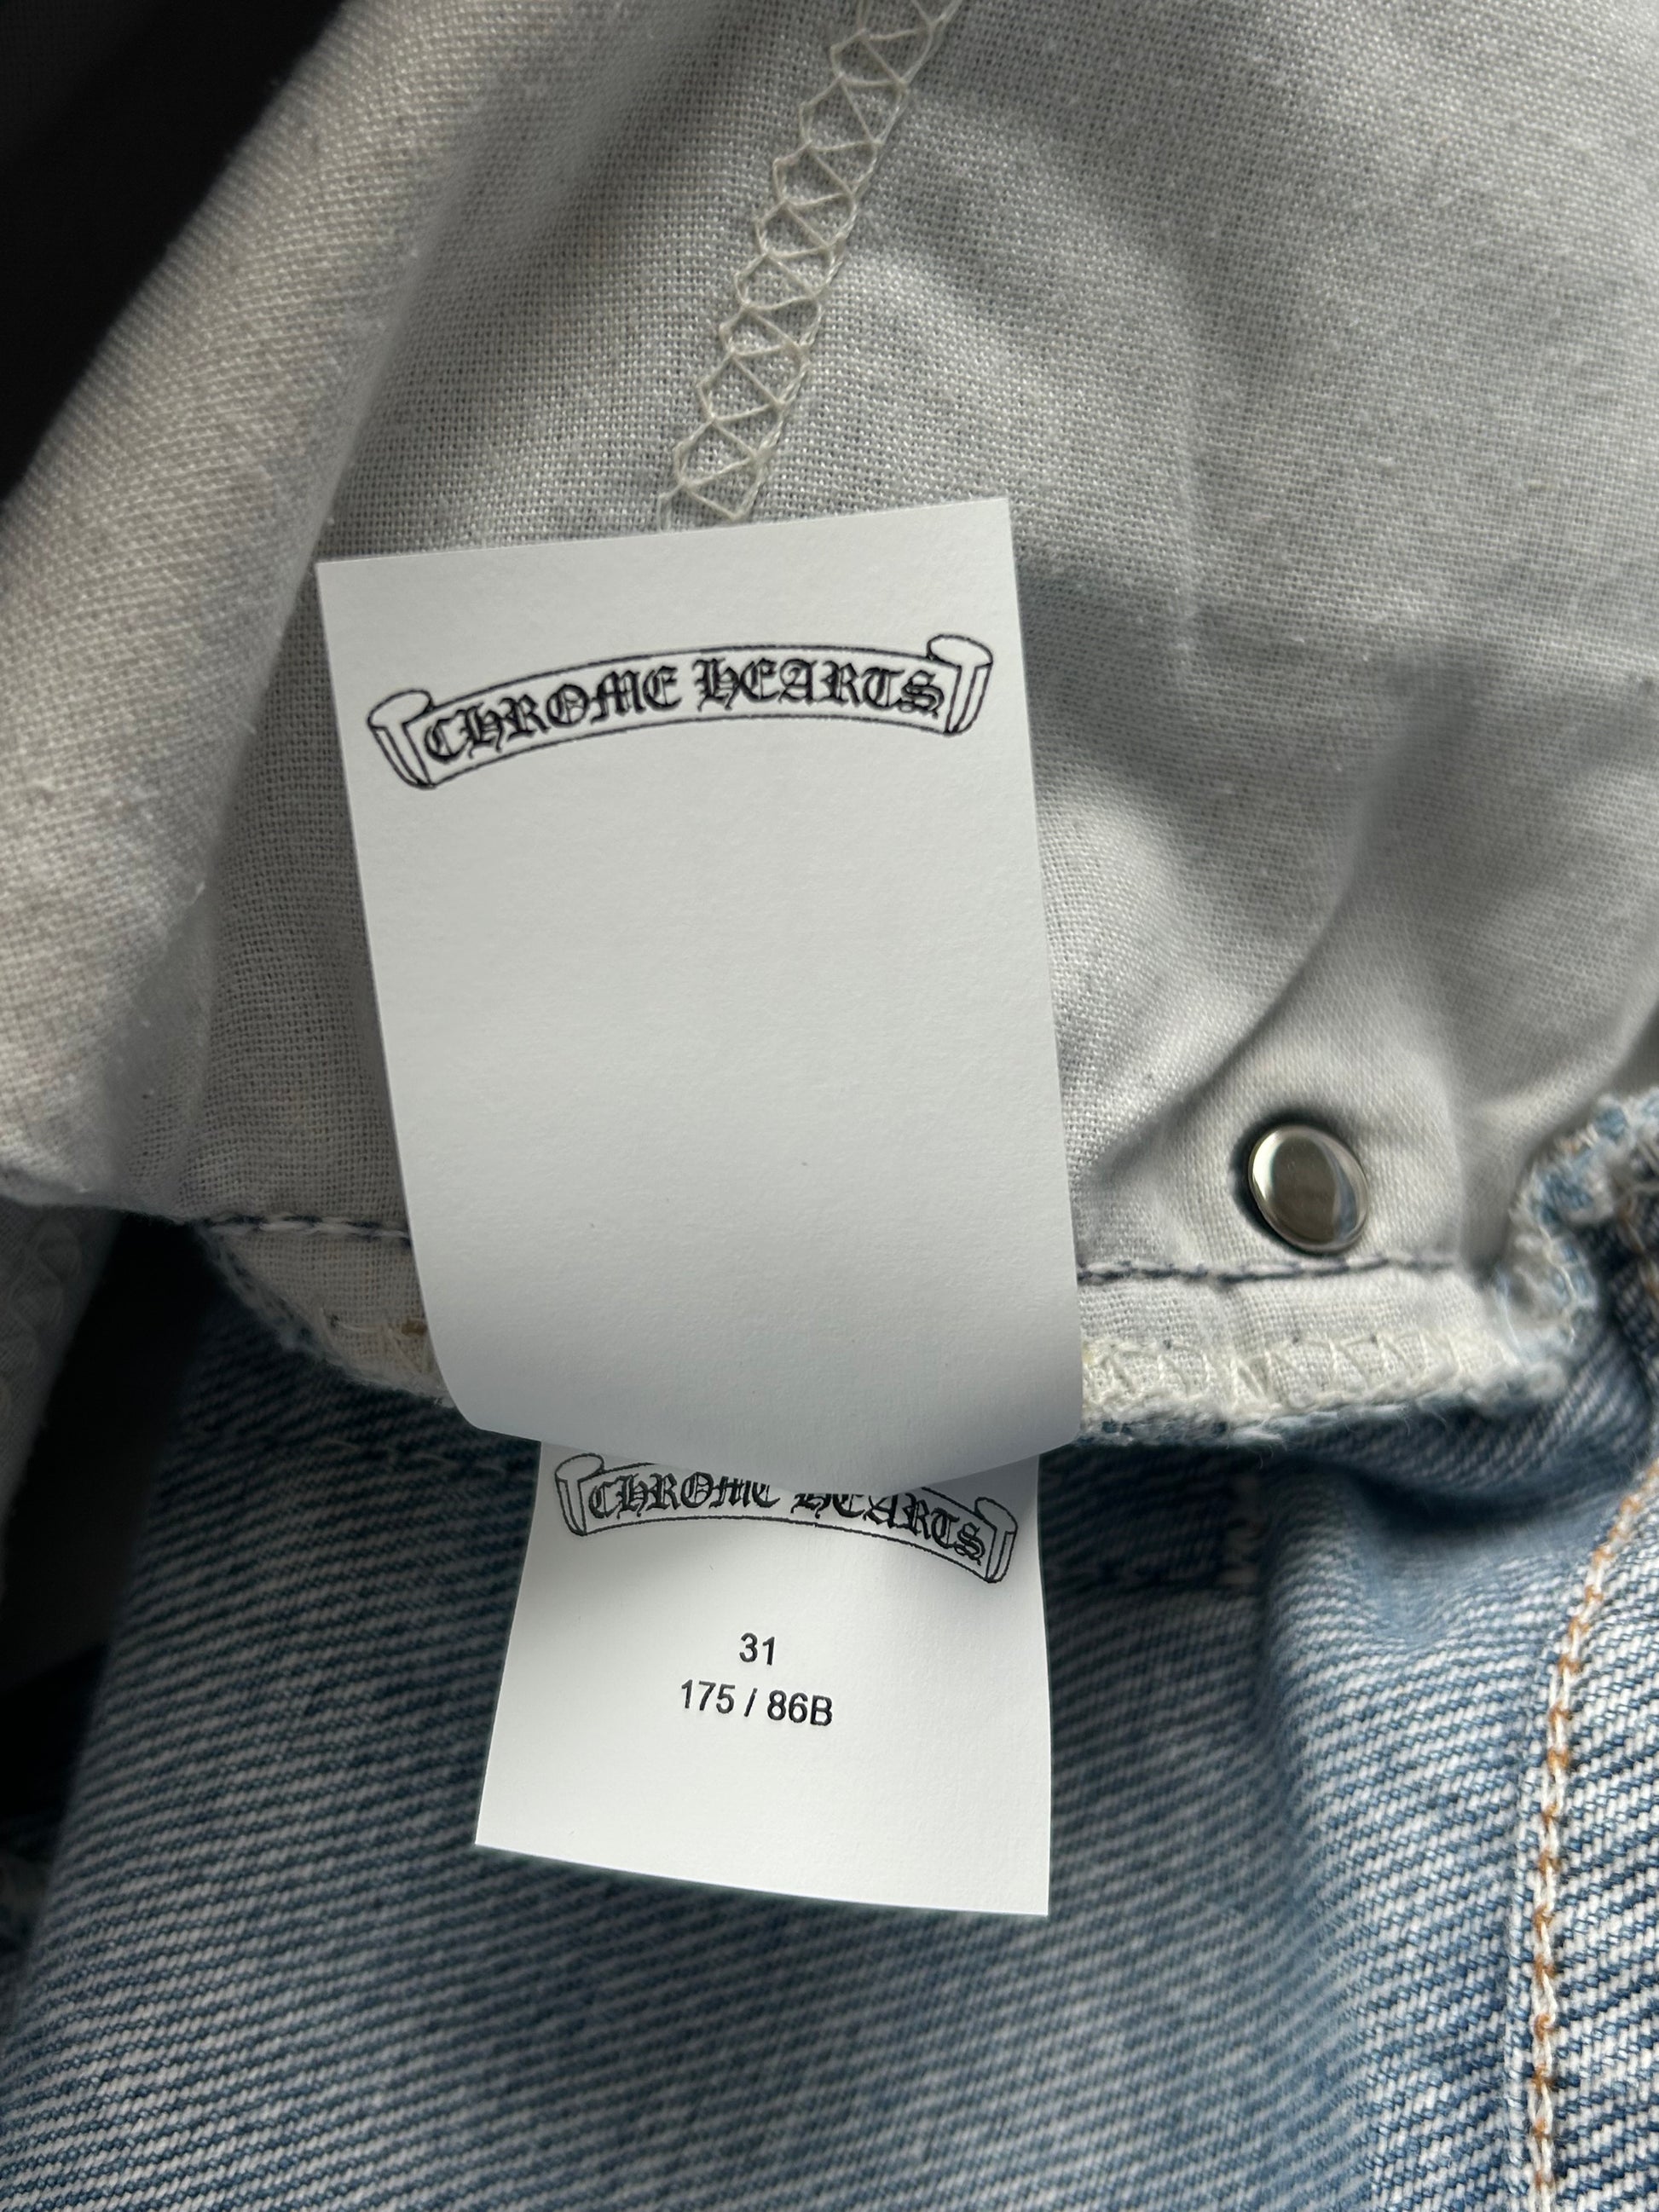 CHROME HEARTS
CHROME HEARTS
31
175 / 86B